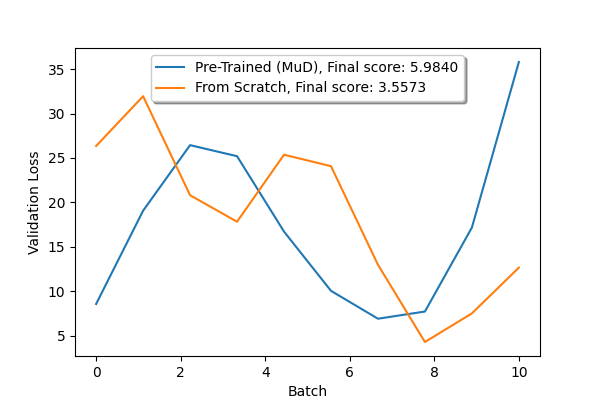 Pre-Trained (MuD), Final score: 5.9840
From Scratch, Final score: 3.5573
35
30
25
20
15
10
5
Validation Loss
0 2 4 6 8 10
Batch